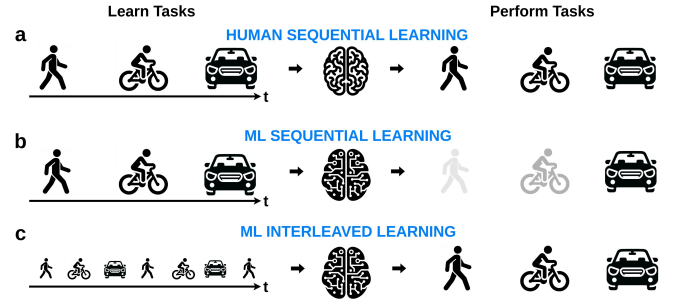 Learn Tasks
Perform Tasks
a
HUMAN SEQUENTIAL LEARNING
t
b
ML SEQUENTIAL LEARNING
t
c
ML INTERLEAVED LEARNING
t